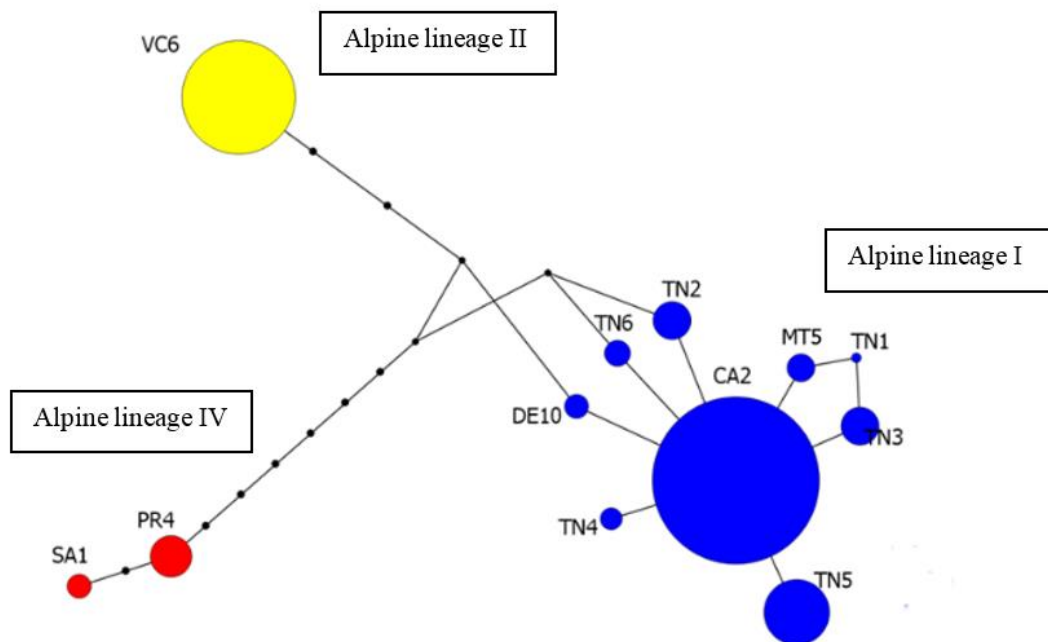 Alpine lineage II
VC6
Alpine lineage I
TN2
TN6
MT5
TN1
CA2
DE10
TN3
Alpine lineage IV
PR4
TN4
SA1
TN5